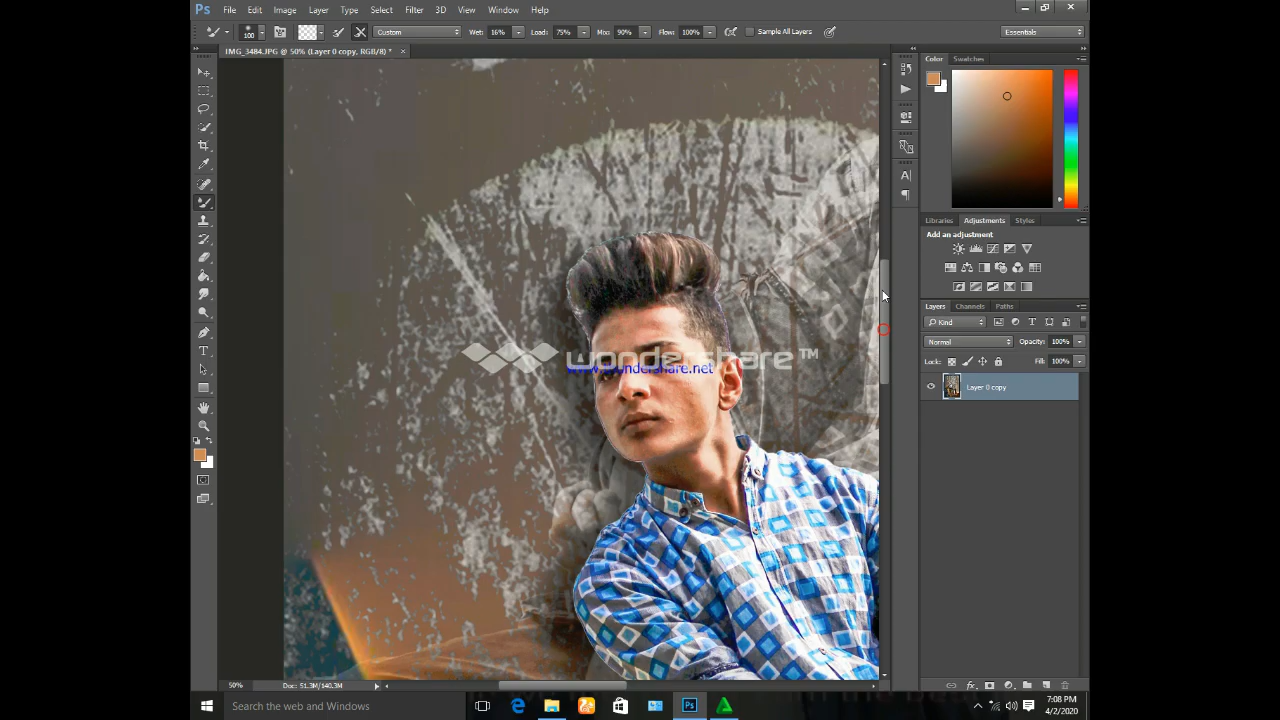 Ps File Edit Image Layer Type Select Filter 3D View Window Help
100 Custom Wet: 16% Load: 75% Mix: 90% Flow: 100% Sample All Layers Essentials
IMG_3484.JPG @ 50% (Layer 0 copy, RGB/8) * ×
Color Swatches
Libraries Adjustments Styles
Add an adjustment
Layers Channels Paths
Kind
Normal Opacity: 100%
Lock: Fill: 100%
Layer 0 copy
wondershare™
www.wondershare.net
50% Doc: 51.3M/140.3M
Search the web and Windows
7:08 PM
4/2/2020